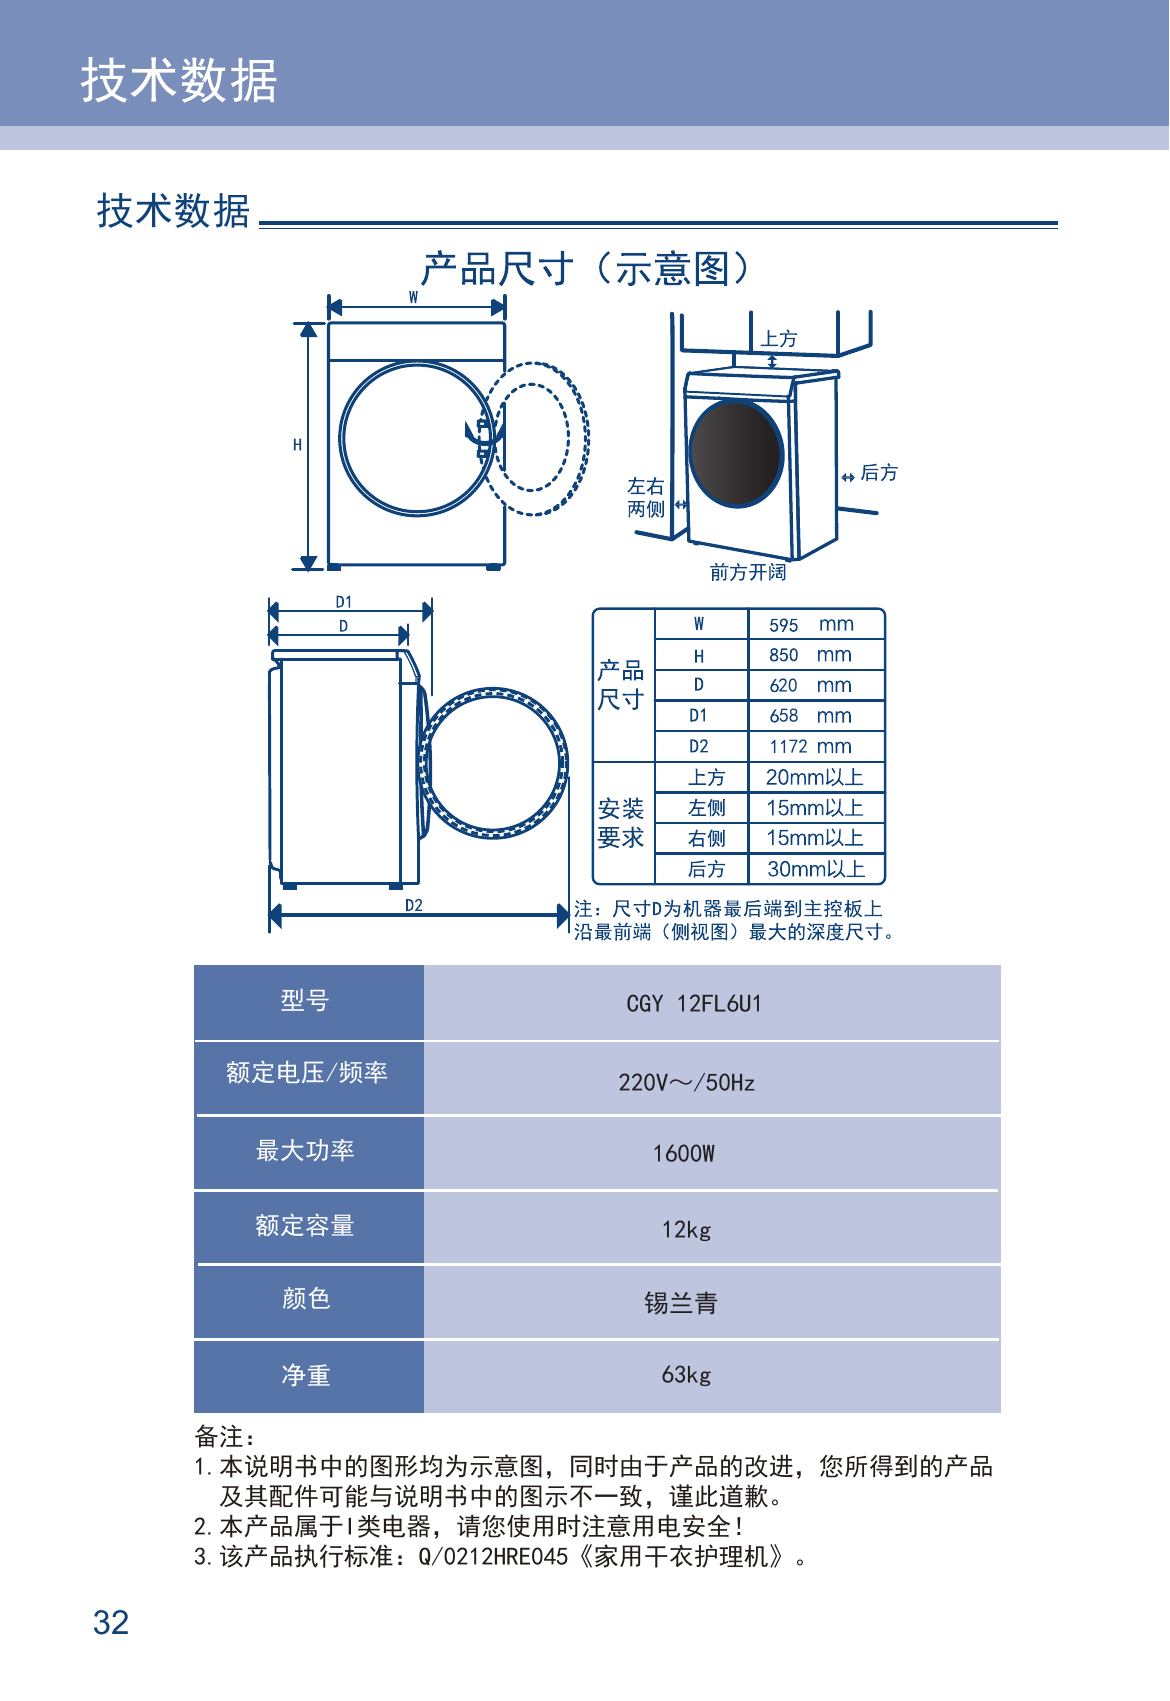 技术数据
技术数据
产品尺寸（示意图）
W
H
上方
后方
左右
两侧
前方开阔
D1
D
D2
产品尺寸
W 595 mm
H 850 mm
D 620 mm
D1 658 mm
D2 1172 mm
安装要求
上方 20mm以上
左侧 15mm以上
右侧 15mm以上
后方 30mm以上
注：尺寸D为机器最后端到主控板上
沿最前端（侧视图）最大的深度尺寸。
型号 CGY 12FL6U1
额定电压/频率 220V～/50Hz
最大功率 1600W
额定容量 12kg
颜色 锡兰青
净重 63kg
备注：
1. 本说明书中的图形均为示意图，同时由于产品的改进，您所得到的产品
及其配件可能与说明书中的图示不一致，谨此道歉。
2. 本产品属于I类电器，请您使用时注意用电安全！
3. 该产品执行标准：Q/0212HRE045《家用干衣护理机》。
32